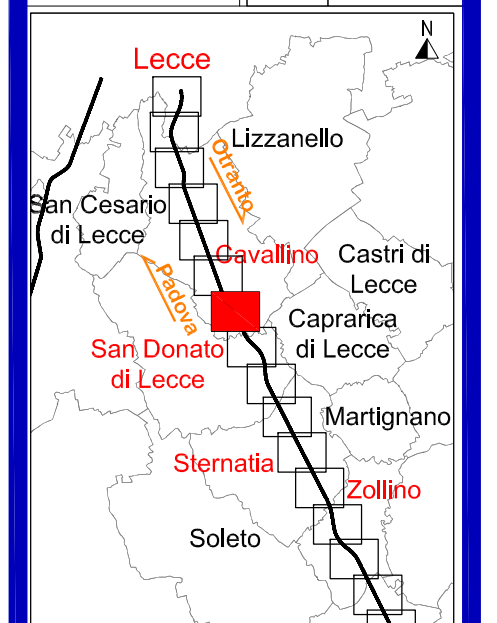 N
Lecce
Lizzanello
Otranto
San Cesario
di Lecce
Cavallino
Castri di
Lecce
Padova
Caprarica
di Lecce
San Donato
di Lecce
Martignano
Sternatia
Zollino
Soleto